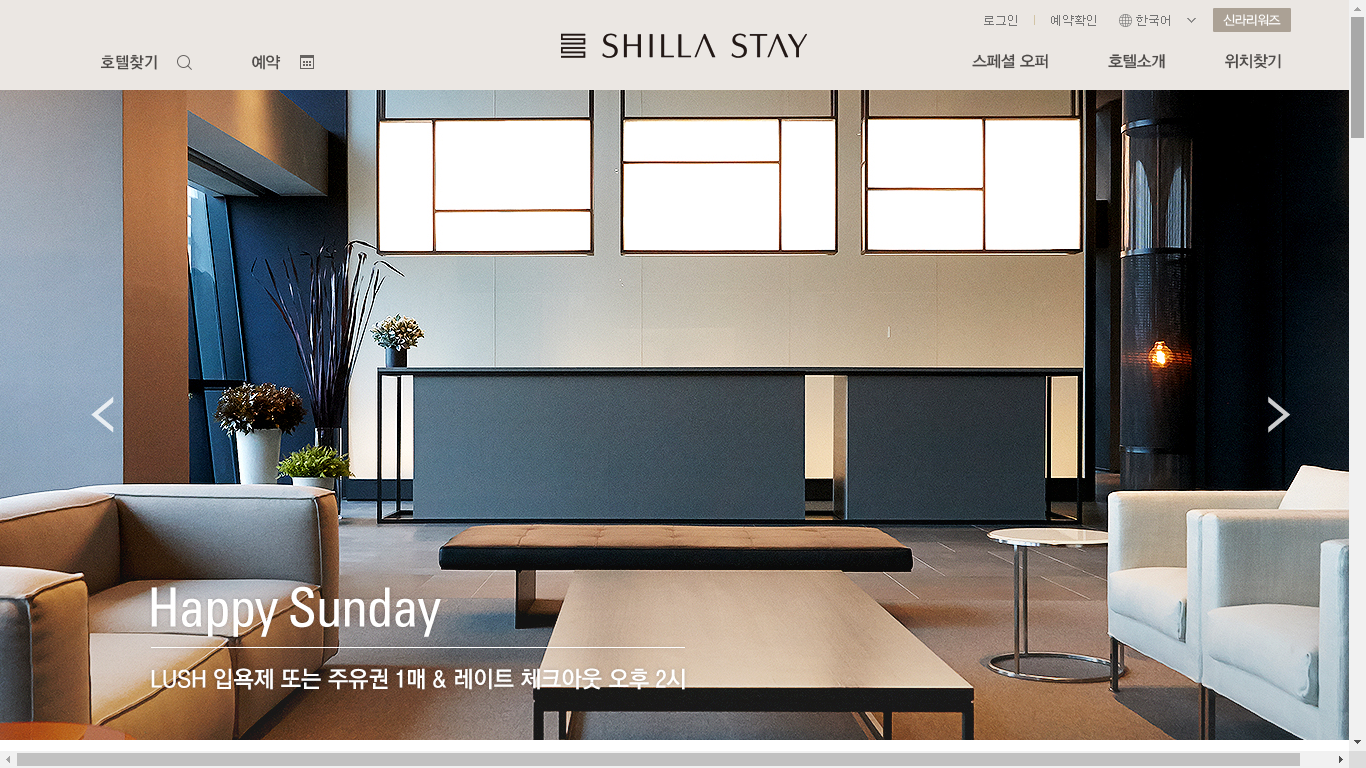 로그인
예약확인
한국어
신라리워즈
호텔찾기
예약
SHILLA STAY
스페셜 오퍼
호텔소개
위치찾기
Happy Sunday
LUSH 입욕제 또는 주유권 1매 & 레이트 체크아웃 오후 2시